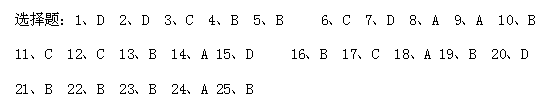 选择题：1、D 2、D 3、C 4、B 5、B 6、C 7、D 8、A 9、A 10、B
11、C 12、C 13、B 14、A 15、D 16、B 17、C 18、A 19、B 20、D
21、B 22、B 23、B 24、A 25、B